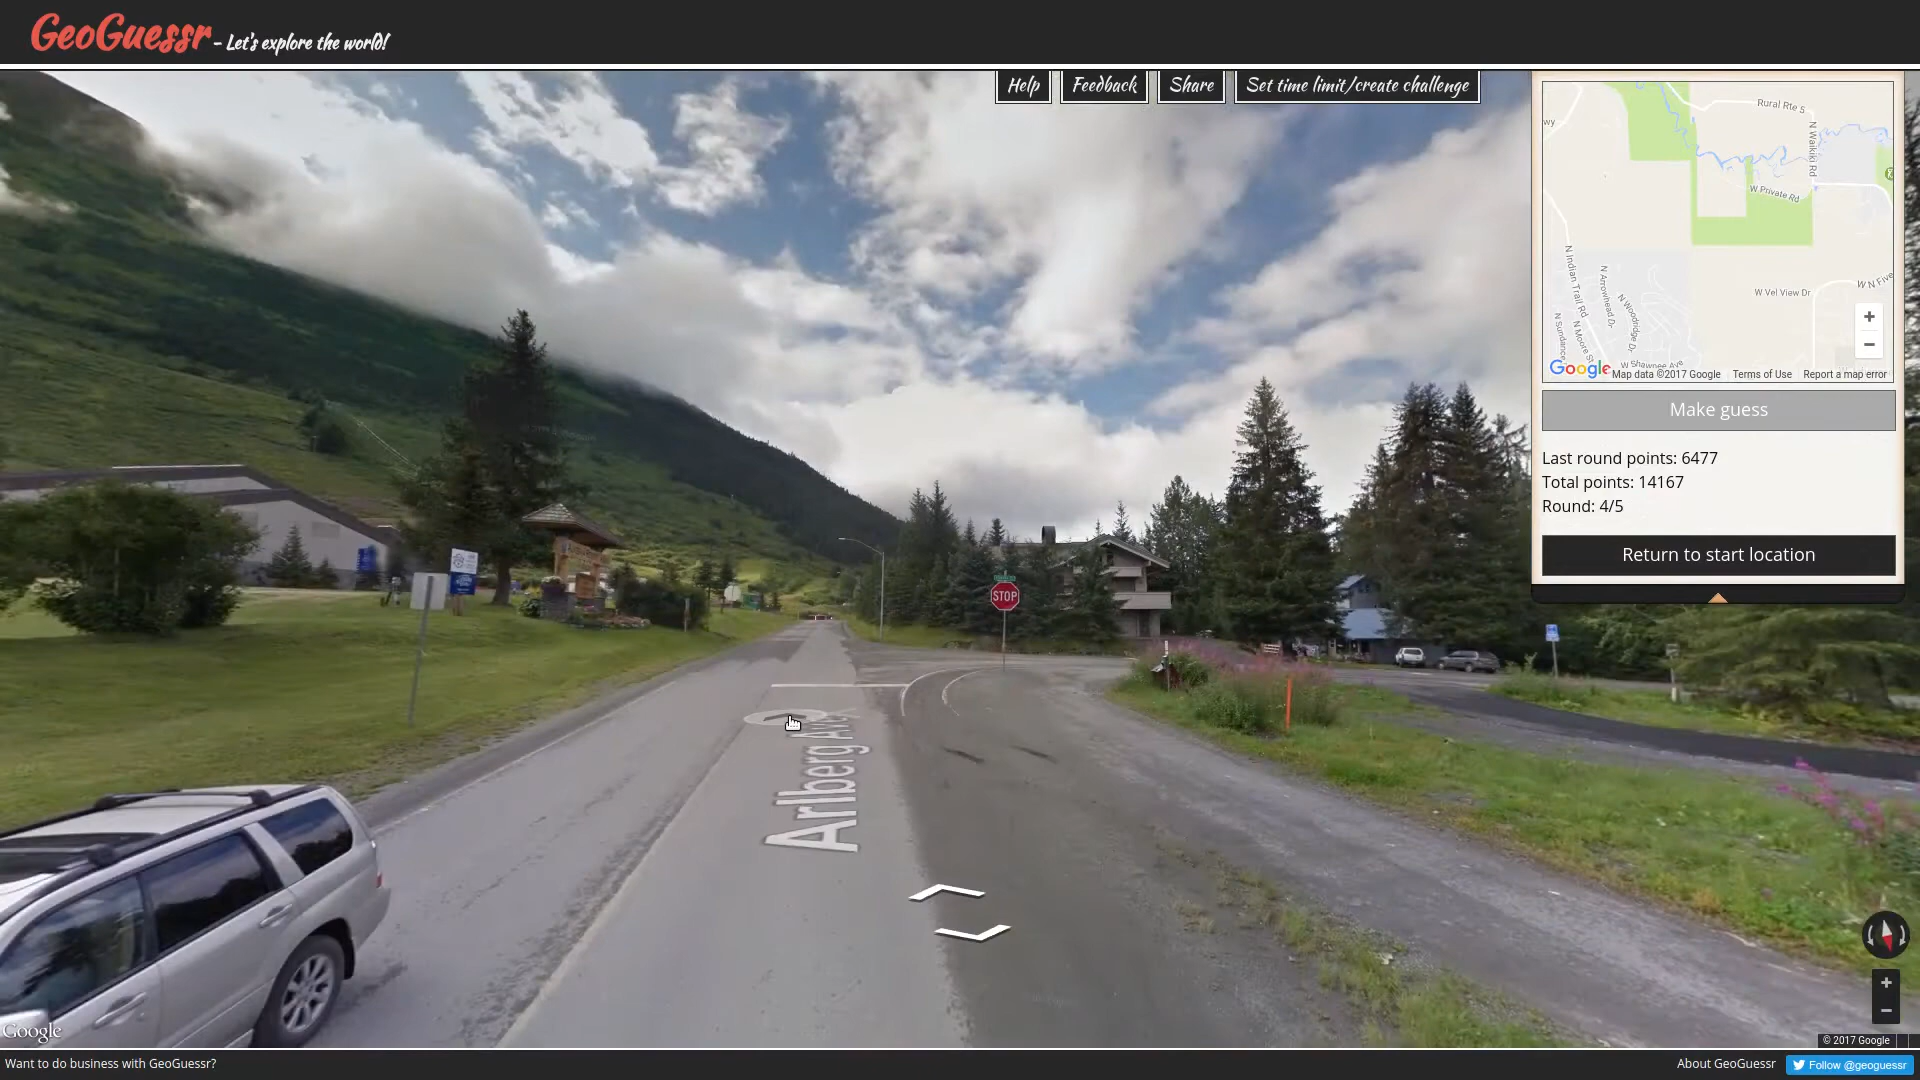 GeoGuessr - Let's explore the world!
Help
Feedback
Share
Set time limit/create challenge
Rural Rte 5
wy
N Waikiki Rd
W Private Rd
N Indian Trail Rd
N Arrowhead Dr
N Woodridge Dr
W Vel View Dr
W N Five
N Sundance
N Moore St
W Shawnee Ave
+
−
Google
Map data ©2017 Google
Terms of Use
Report a map error
Make guess
Last round points: 6477
Total points: 14167
Round: 4/5
Return to start location
STOP
Arlberg Ave
+
−
Google
© 2017 Google
Want to do business with GeoGuessr?
About GeoGuessr
Follow @geoguessr